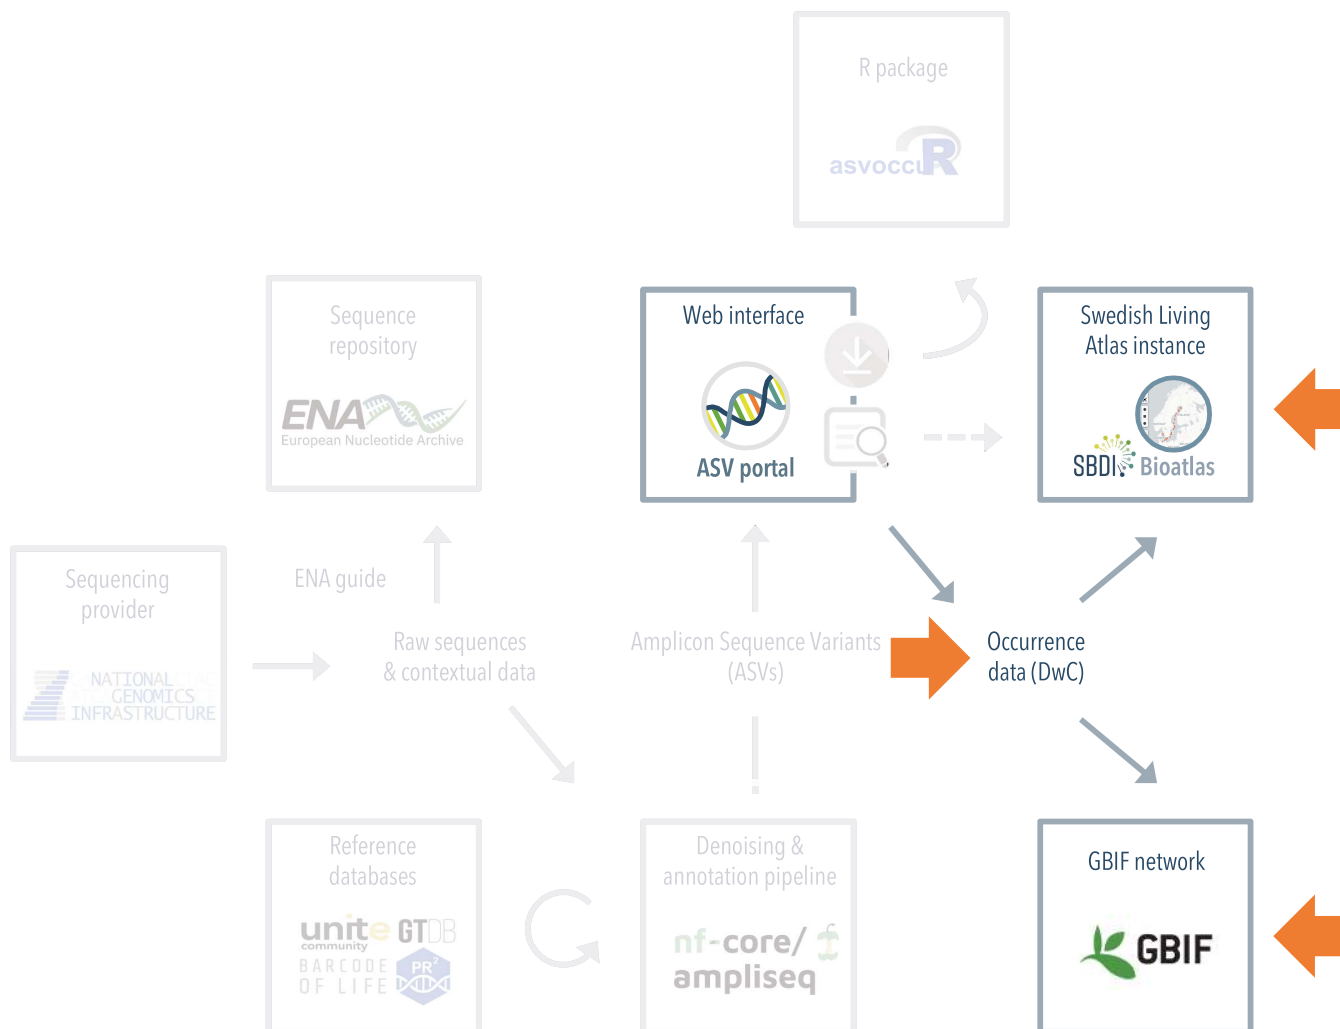 R package
asvoccuR
Sequence
repository
ENA
European Nucleotide Archive
Web interface
ASV portal
Swedish Living
Atlas instance
SBDI
Bioatlas
Sequencing
provider
NATIONAL
GENOMICS
INFRASTRUCTURE
ENA guide
Raw sequences
& contextual data
Amplicon Sequence Variants
(ASVs)
Occurrence
data (DwC)
Reference
databases
unite
community
GTDB
BARCODE
OF LIFE
PR2
Denoising &
annotation pipeline
nf-core/
ampliseq
GBIF network
GBIF